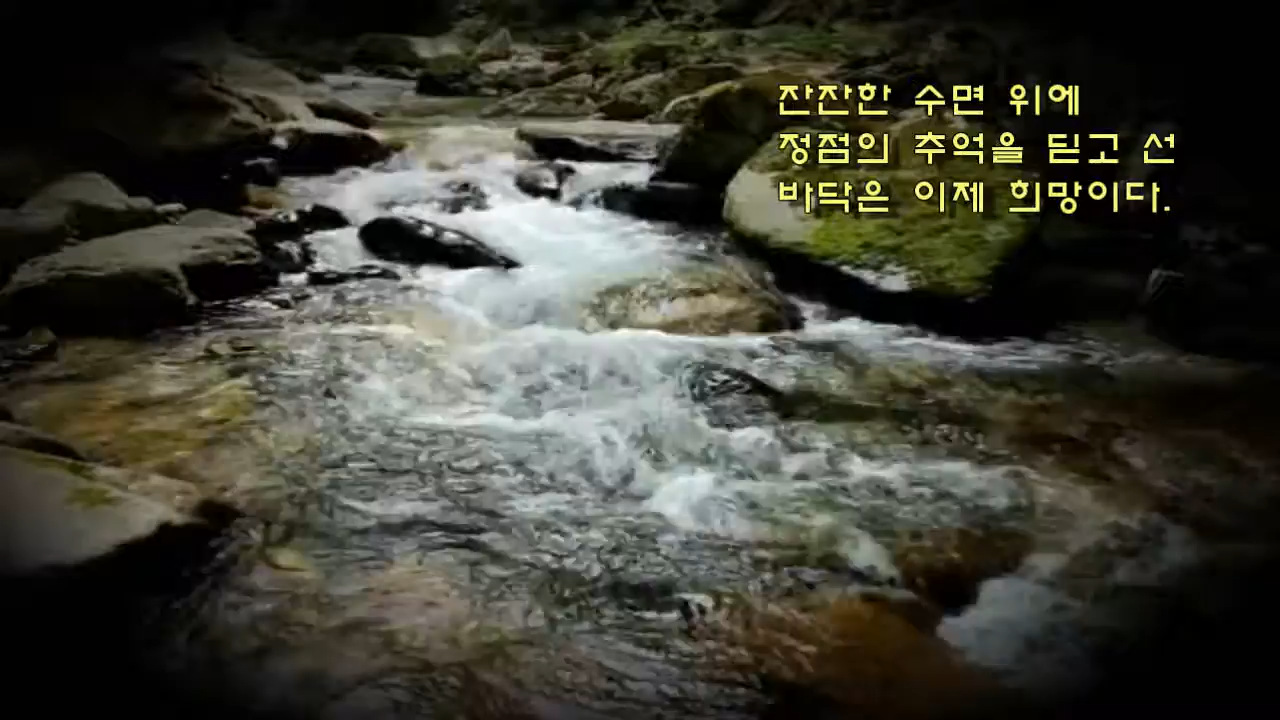 잔잔한 수면 위에
정점의 추억을 딛고 선
바닥은 이제 희망이다.